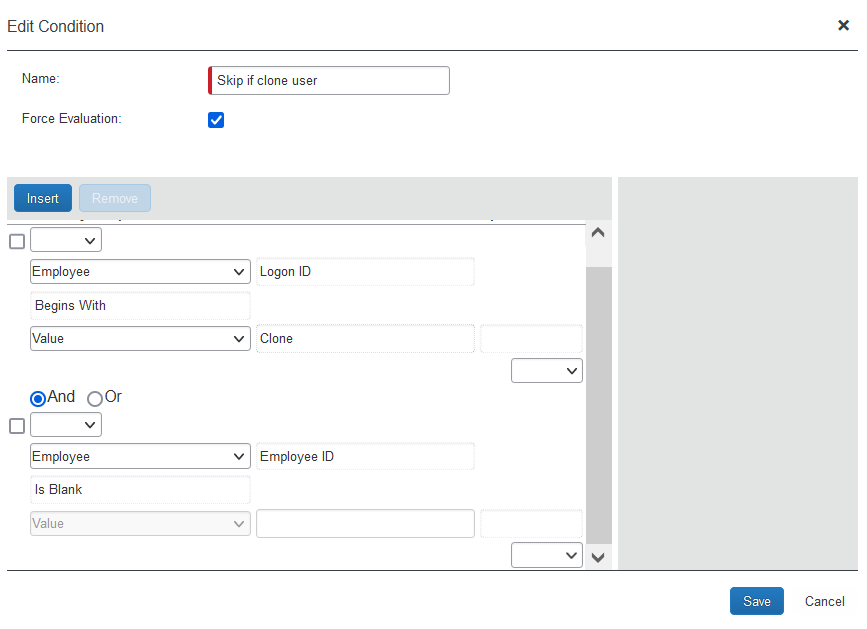 Edit Condition
Name:
Skip if clone user
Force Evaluation:
Insert Remove
Employee Logon ID
Begins With
Value Clone
And Or
Employee Employee ID
Is Blank
Value
Save Cancel